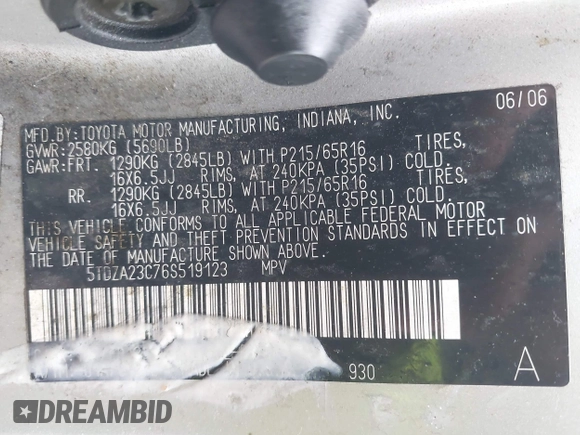 MFD.BY:TOYOTA MOTOR MANUFACTURING, INDIANA, INC. 06/06
GVWR:2580KG (5690LB)
GAWR:FRT. 1290KG (2845LB) WITH P215/65R16 TIRES,
16X6.5JJ RIMS, AT 240KPA (35PSI) COLD.
RR. 1290KG (2845LB) WITH P215/65R16 TIRES,
16X6.5JJ RIMS, AT 240KPA (35PSI) COLD.
THIS VEHICLE CONFORMS TO ALL APPLICABLE FEDERAL MOTOR
VEHICLE SAFETY AND THEFT PREVENTION STANDARDS IN EFFECT ON
THE DATE OF MANUFACTURE SHOWN ABOVE.
5TDZA23C76S519123 MPV
930 A
DREAMBID